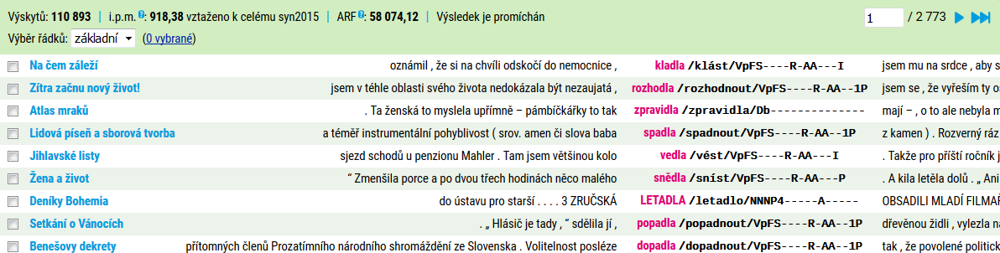 Výskytů: 110 893 | i.p.m. ?: 918,38 vztaženo k celému syn2015 | ARF ?: 58 074,12 | Výsledek je promíchán 1 / 2 773
Výběr řádků: základní (0 vybrané)
Na čem záleží oznámil , že si na chvíli odskočí do nemocnice , kladla /klást/VpFS----R-AA---I jsem mu na srdce , aby s
Zítra začnu nový život! jsem v téhle oblasti svého života nedokázala být nezaujatá , rozhodla /rozhodnout/VpFS----R-AA--1P jsem se , že vyřeším ty o
Atlas mraků . Ta ženská to myslela upřímně – pámbíčkářky to tak zpravidla /zpravidla/Db------------- mají – , o to ale nebyla m
Lidová píseň a sborová tvorba a téměř instrumentální pohyblivost ( srov. amen či slova baba spadla /spadnout/VpFS----R-AA--1P z kamen ) . Rozverný ráz
Jihlavské listy sjezd schodů u penzionu Mahler . Tam jsem většinou kolo vedla /vést/VpFS----R-AA---I . Takže pro příští ročník j
Žena a život “ Zmenšila porce a po dvou třech hodinách něco malého snědla /sníst/VpFS----R-AA---P . A kila letěla dolů . „ Ani
Deníky Bohemia do ústavu pro starší . . . . 3 ZRUČSKÁ LETADLA /letadlo/NNNP4-----A----- OBSADILI MLADÍ FILMAŘ
Setkání o Vánocích . „ Hlásič je tady , “ sdělila jí , popadla /popadnout/VpFS----R-AA--1P dřevěnou židli , vylezla na
Benešovy dekrety přítomných členů Prozatímního národního shromáždění ze Slovenska . Volitelnost posléze dopadla /dopadnout/VpFS----R-AA--1P tak , že povolené politick